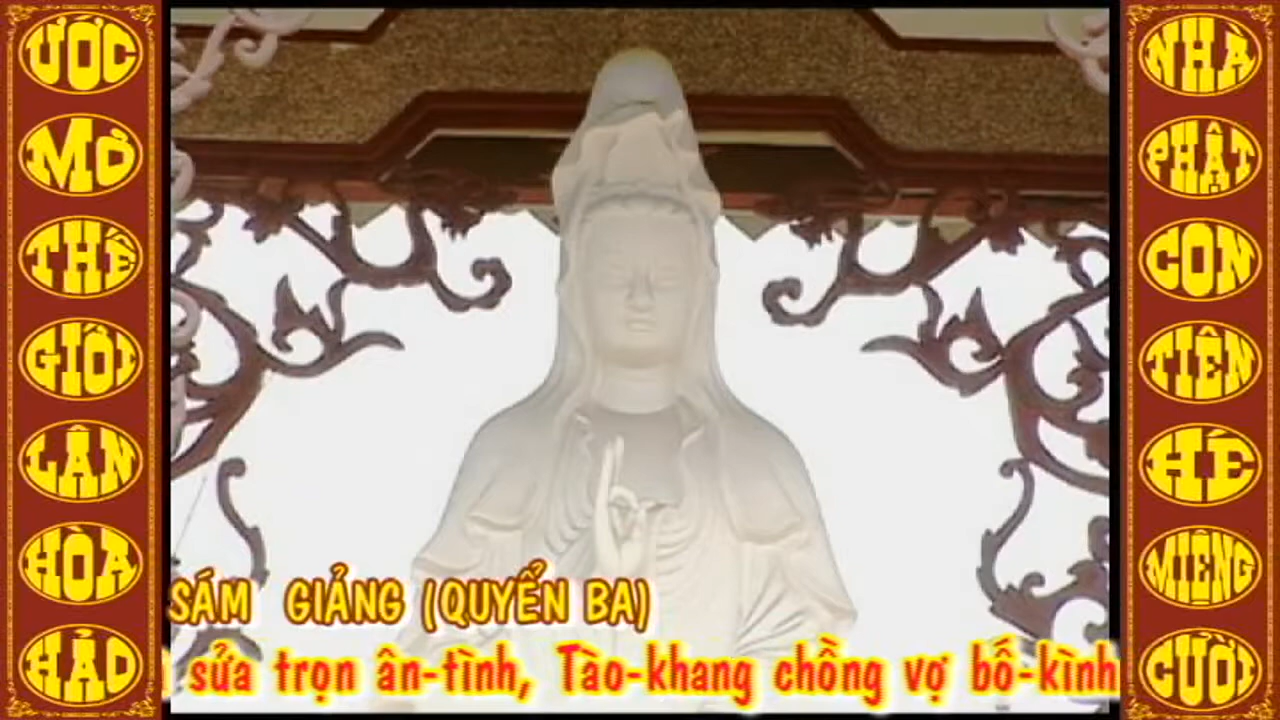 ƯỚC
MƠ
THẾ
GIỚI
LÂN
HÒA
HẢO
SÁM GIẢNG (QUYỂN BA)
sửa trọn ân-tình, Tào-khang chồng vợ bố-kình
NHÀ
PHẬT
CON
TIÊN
HÉ
MIỆNG
CƯỜI